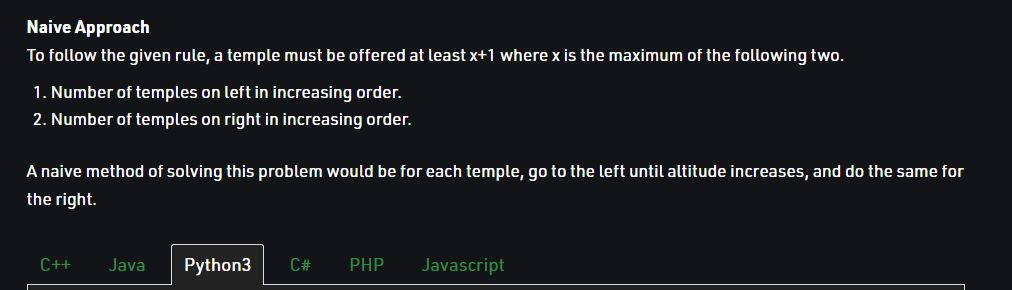 Naive Approach
To follow the given rule, a temple must be offered at least x+1 where x is the maximum of the following two.
1. Number of temples on left in increasing order.
2. Number of temples on right in increasing order.
A naive method of solving this problem would be for each temple, go to the left until altitude increases, and do the same for
the right.
C++ Java Python3 C# PHP Javascript